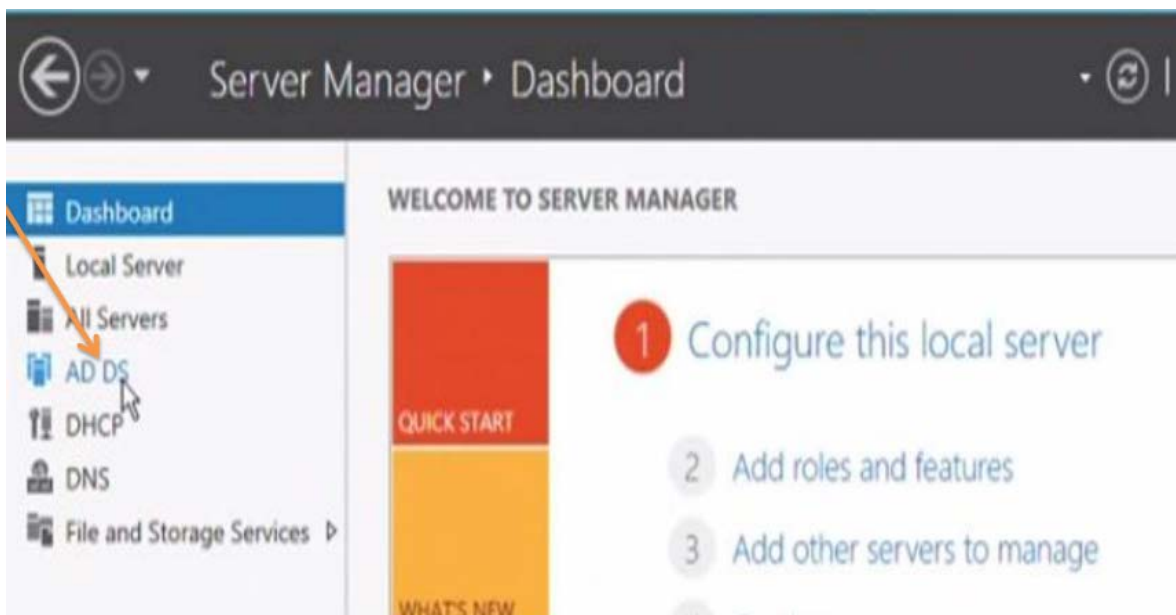 Server Manager ‣ Dashboard
Dashboard
Local Server
All Servers
AD DS
DHCP
DNS
File and Storage Services
WELCOME TO SERVER MANAGER
QUICK START
WHAT'S NEW
1 Configure this local server
2 Add roles and features
3 Add other servers to manage